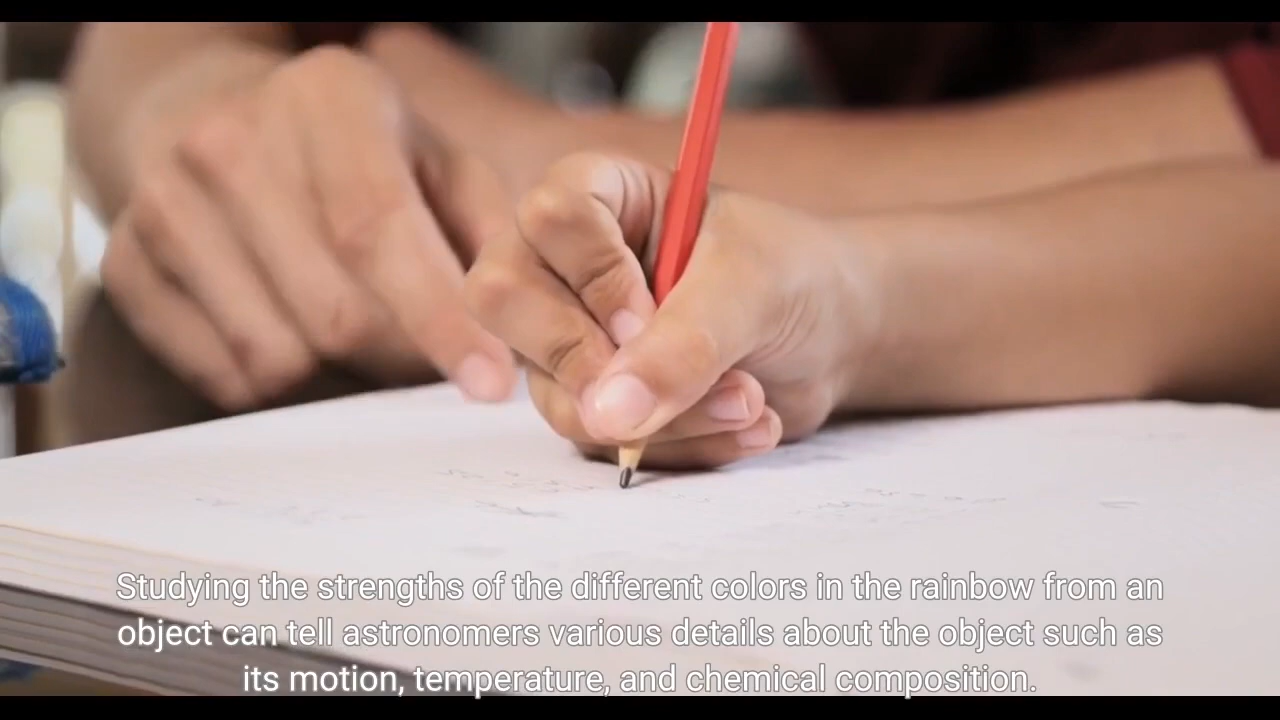 Studying the strengths of the different colors in the rainbow from an
object can tell astronomers various details about the object such as
its motion, temperature, and chemical composition.